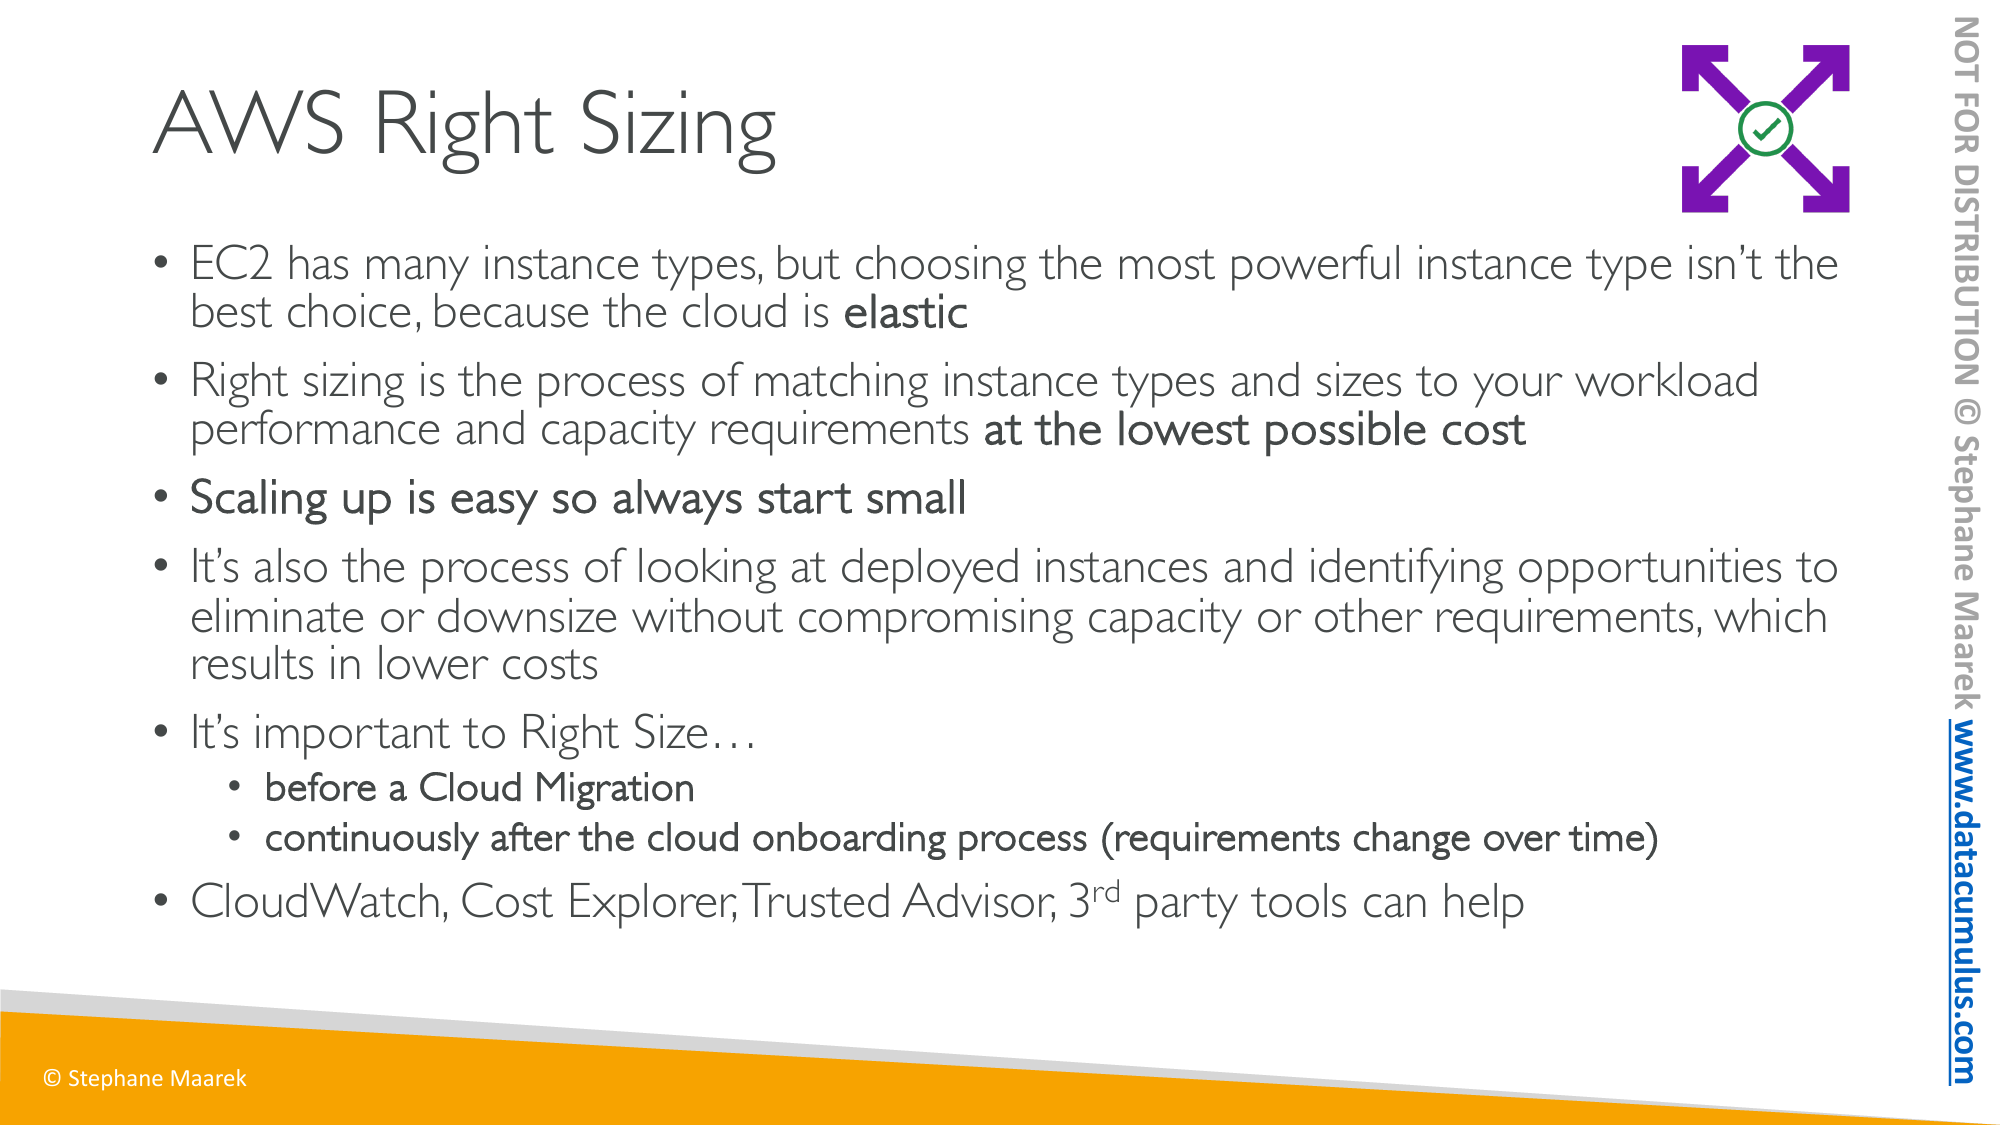 AWS Right Sizing
• EC2 has many instance types, but choosing the most powerful instance type isn’t the
best choice, because the cloud is elastic
• Right sizing is the process of matching instance types and sizes to your workload
performance and capacity requirements at the lowest possible cost
• Scaling up is easy so always start small
• It’s also the process of looking at deployed instances and identifying opportunities to
eliminate or downsize without compromising capacity or other requirements, which
results in lower costs
• It’s important to Right Size…
• before a Cloud Migration
• continuously after the cloud onboarding process (requirements change over time)
• CloudWatch, Cost Explorer, Trusted Advisor, 3rd party tools can help
© Stephane Maarek
NOT FOR DISTRIBUTION © Stephane Maarek www.datacumulus.com